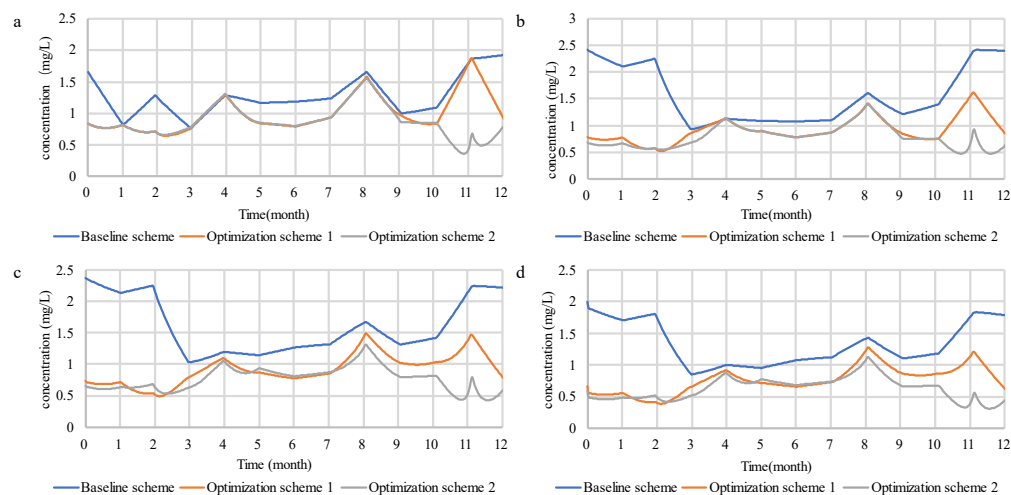 a
concentration (mg/L)
2.5
2
1.5
1
0.5
0
0 1 2 3 4 5 6 7 8 9 10 11 12
Time(month)
Baseline scheme Optimization scheme 1 Optimization scheme 2
b
concentration (mg/L)
3
2.5
2
1.5
1
0.5
0
0 1 2 3 4 5 6 7 8 9 10 11 12
Time(month)
Baseline scheme Optimization scheme 1 Optimization scheme 2
c
concentration (mg/L)
2.5
2
1.5
1
0.5
0
0 1 2 3 4 5 6 7 8 9 10 11 12
Time (month)
Baseline scheme Optimization scheme 1 Optimization scheme 2
d
concentration (mg/L)
2.5
2
1.5
1
0.5
0
0 1 2 3 4 5 6 7 8 9 10 11 12
Time(month)
Baseline scheme Optimization scheme 1 Optimization scheme 2